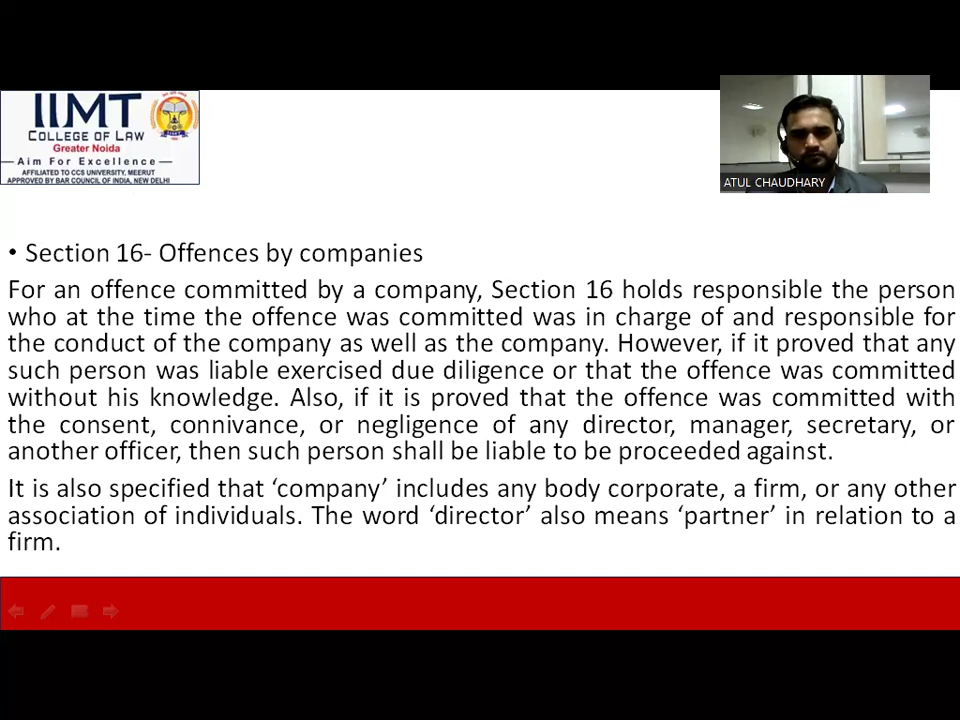 IIMT
COLLEGE OF LAW
Greater Noida
Aim For Excellence
AFFILIATED TO CCS UNIVERSITY, MEERUT
APPROVED BY BAR COUNCIL OF INDIA, NEW DELHI
ATUL CHAUDHARY
• Section 16- Offences by companies
For an offence committed by a company, Section 16 holds responsible the person
who at the time the offence was committed was in charge of and responsible for
the conduct of the company as well as the company. However, if it proved that any
such person was liable exercised due diligence or that the offence was committed
without his knowledge. Also, if it is proved that the offence was committed with
the consent, connivance, or negligence of any director, manager, secretary, or
another officer, then such person shall be liable to be proceeded against.
It is also specified that ‘company’ includes any body corporate, a firm, or any other
association of individuals. The word ‘director’ also means ‘partner’ in relation to a
firm.